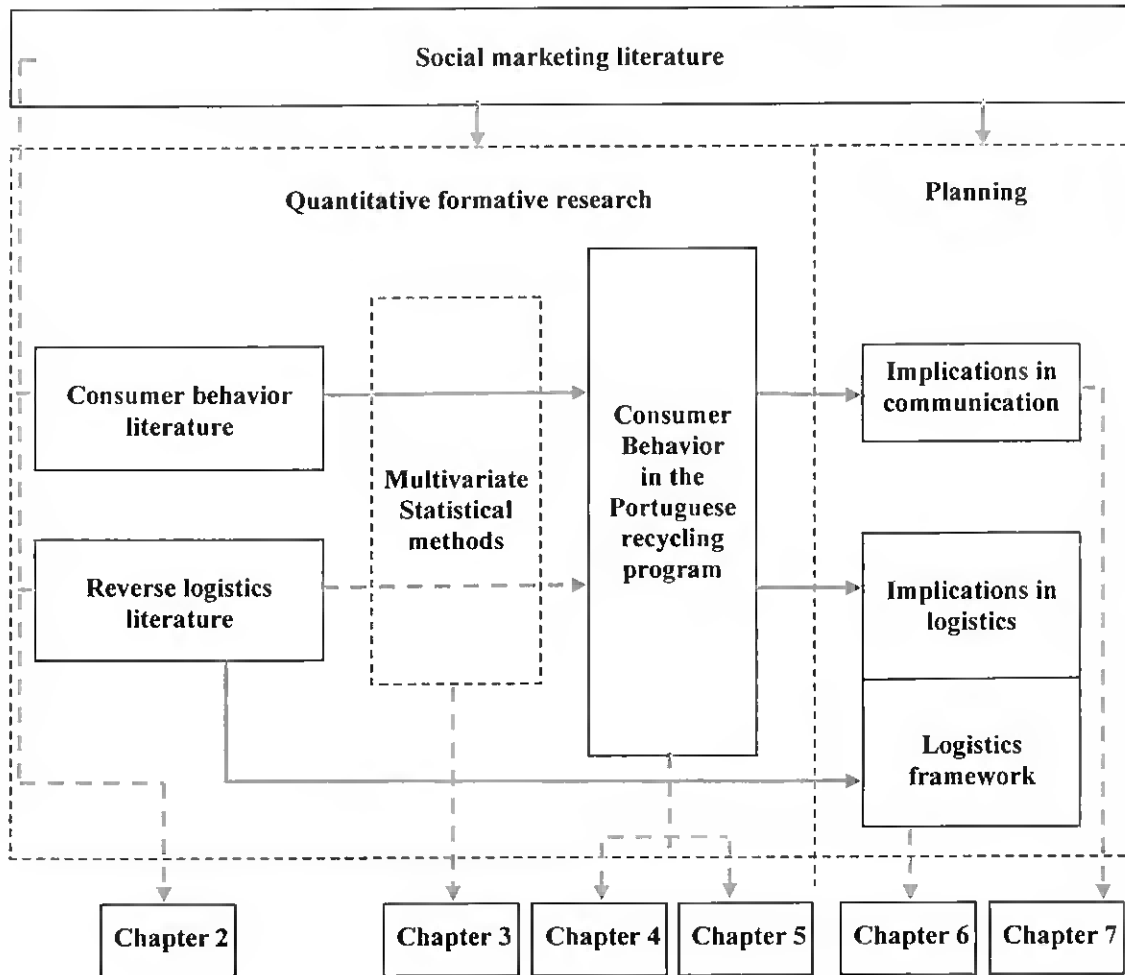 Social marketing literature
Quantitative formative research
Planning
Consumer behavior
literature
Reverse logistics
literature
Multivariate
Statistical
methods
Consumer
Behavior
in the
Portuguese
recycling
program
Implications in
communication
Implications in
logistics
Logistics
framework
Chapter 2
Chapter 3
Chapter 4
Chapter 5
Chapter 6
Chapter 7